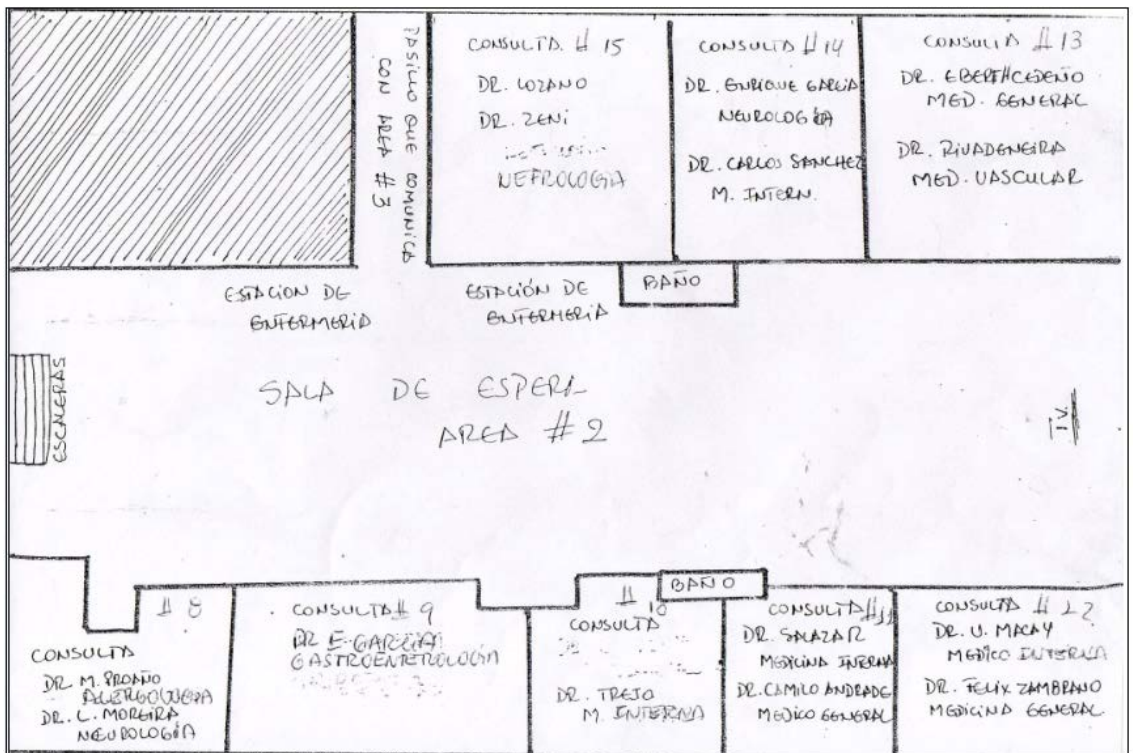 PASILLO QUE COMUNICA
CON AREA #3
CONSULTA # 15
DR. LOZANO
DR. ZENI
NEFROLOGIA
CONSULTA #14
DR. ENRIQUE GARCIA
NEUROLOGIA
DR. CARLOS SANCHEZ
M. INTERN.
CONSULTA #13
DR. EBERTH CEDEÑO
MED. GENERAL
DR. RIVADENEIRA
MED. VASCULAR
ESTACION DE
ENFERMERIA
ESTACIÓN DE
ENFERMERIA
BAÑO
ESCALERAS
SALA DE ESPERA
AREA #2
T.V.
# 8
CONSULTA
DR. M. PROAÑO
DR. L. MOREIRA
NEUROLOGÍA
CONSULTA # 9
DR E. GARCIA
GASTROENTEROLOGIA
# 10
CONSULTA
DR. TREJO
M. INTERNA
BAÑO
CONSULTA #11
DR. SALAZAR
MEDICINA INTERNA
DR. CAMILO ANDRADE
MEDICO GENERAL
CONSULTA # 12
DR. U. MACAY
MEDICO INTERNA
DR. FELIX ZAMBRANO
MEDICINA GENERAL